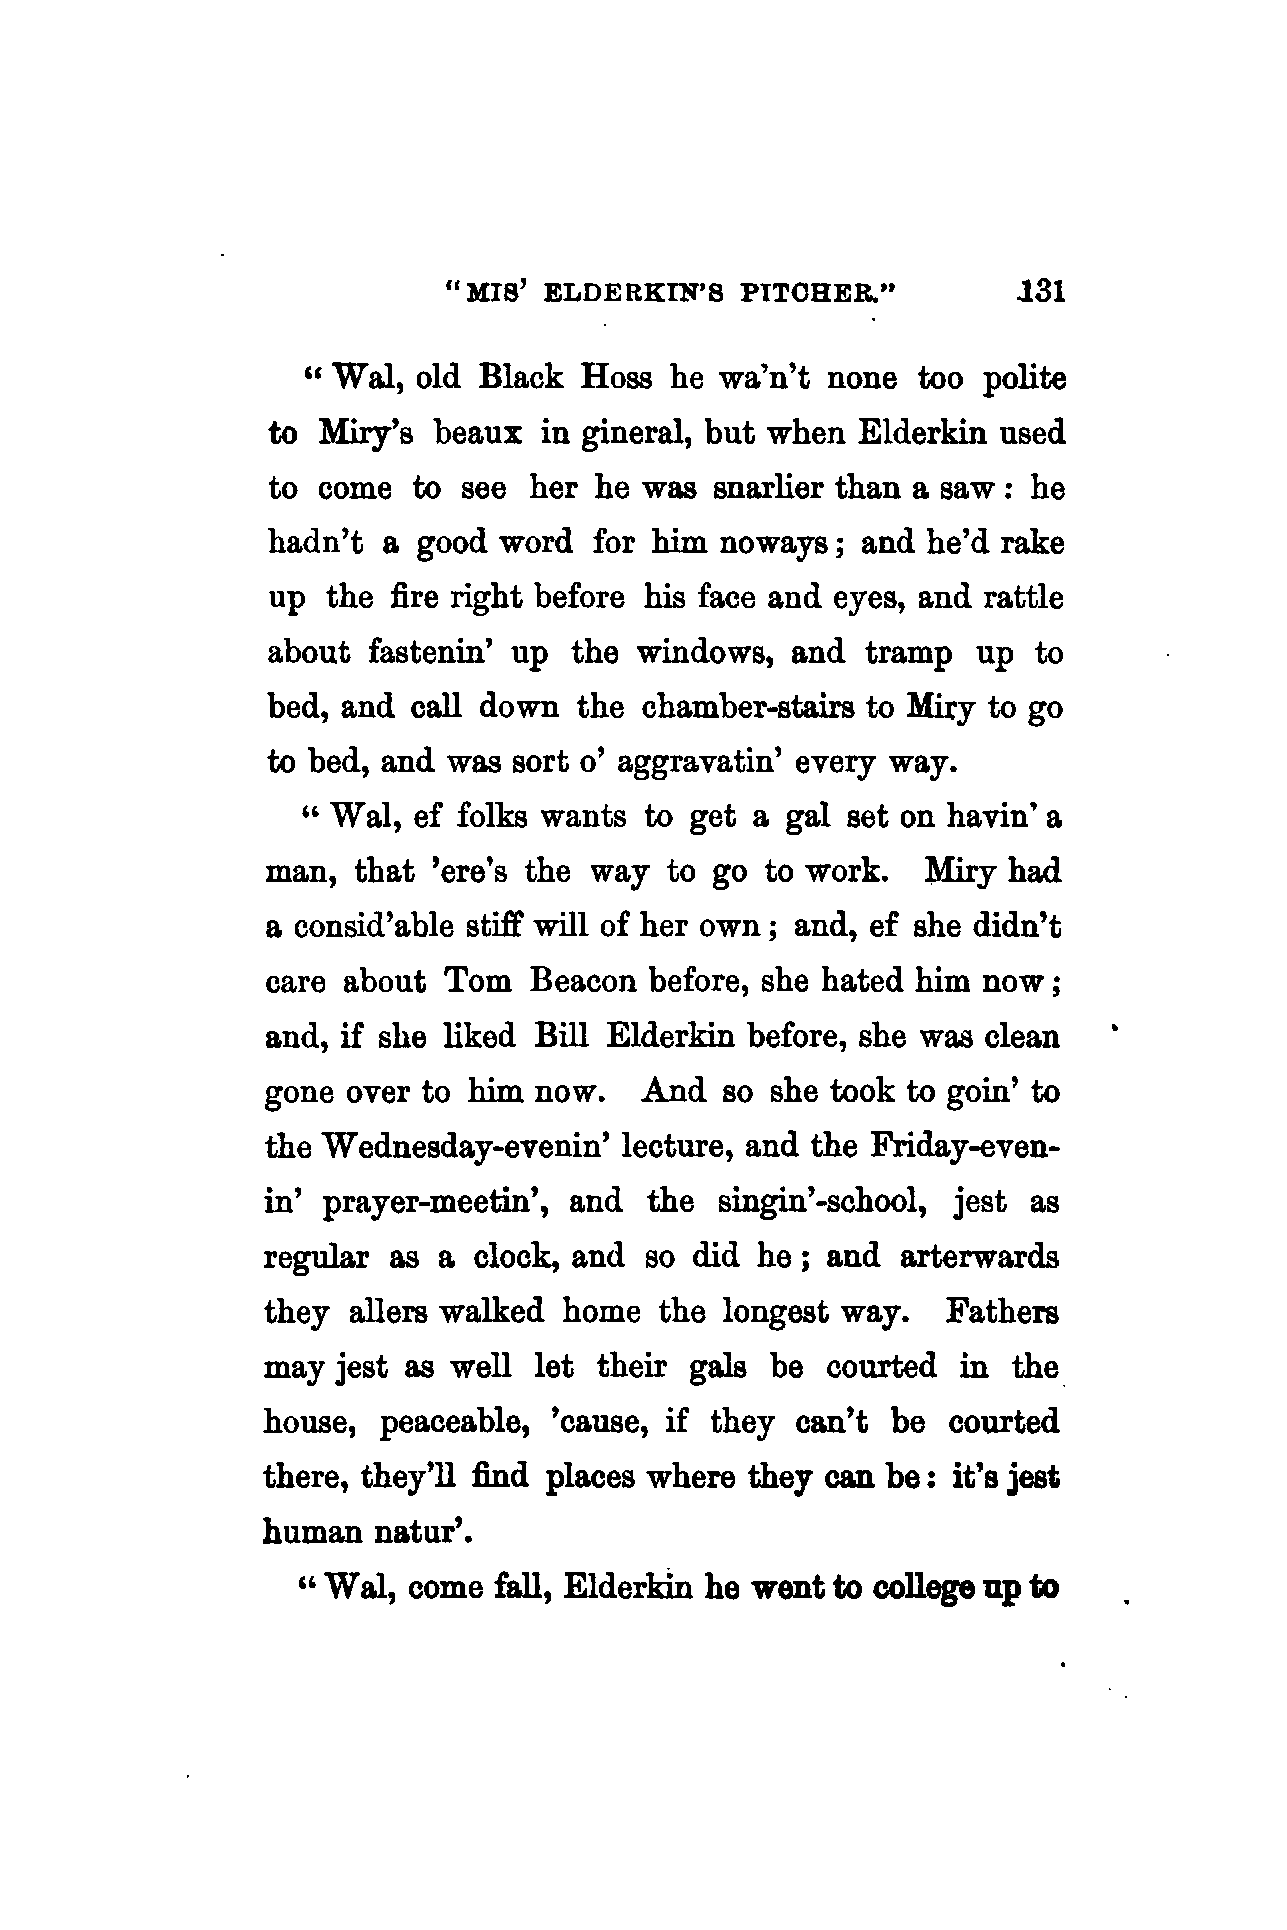 "MIS' ELDERKIN'S PITCHER." 131
"Wal, old Black Hoss he wa'n't none too polite
to Miry's beaux in gineral, but when Elderkin used
to come to see her he was snarlier than a saw: he
hadn't a good word for him noways; and he'd rake
up the fire right before his face and eyes, and rattle
about fastenin' up the windows, and tramp up to
bed, and call down the chamber-stairs to Miry to go
to bed, and was sort o' aggravatin' every way.
"Wal, ef folks wants to get a gal set on havin' a
man, that 'ere's the way to go to work. Miry had
a consid'able stiff will of her own; and, ef she didn't
care about Tom Beacon before, she hated him now;
and, if she liked Bill Elderkin before, she was clean
gone over to him now. And so she took to goin' to
the Wednesday-evenin' lecture, and the Friday-even-
in' prayer-meetin', and the singin'-school, jest as
regular as a clock, and so did he; and arterwards
they allers walked home the longest way. Fathers
may jest as well let their gals be courted in the
house, peaceable, 'cause, if they can't be courted
there, they'll find places where they can be: it's jest
human natur'.
"Wal, come fall, Elderkin he went to college up to